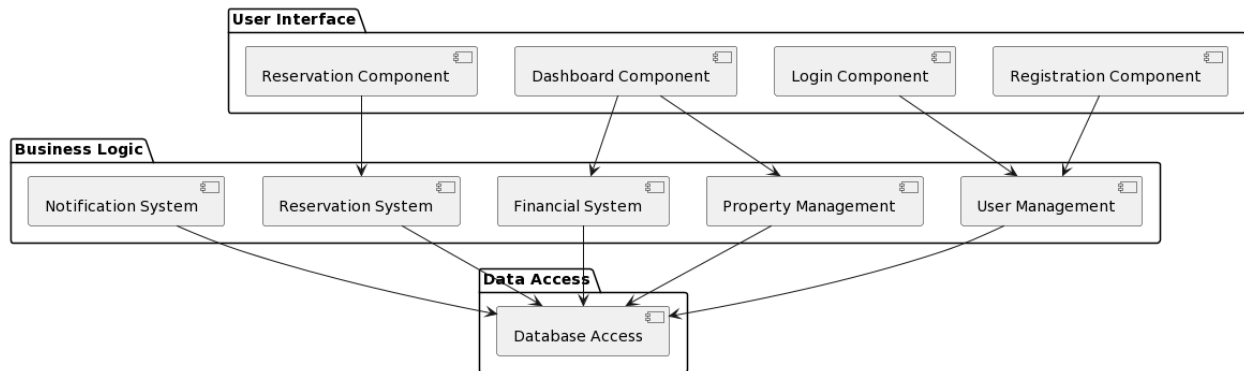 User Interface
Reservation Component
Dashboard Component
Login Component
Registration Component
Business Logic
Notification System
Reservation System
Financial System
Property Management
User Management
Data Access
Database Access